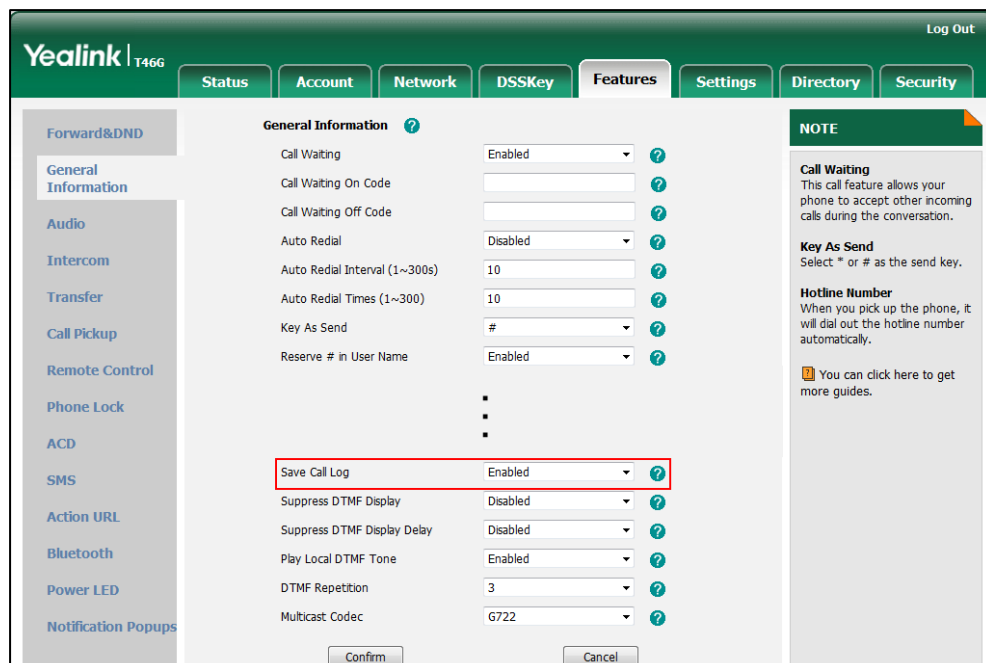 Log Out
Yealink T46G
Status Account Network DSSKey Features Settings Directory Security
Forward&DND
General
Information
Audio
Intercom
Transfer
Call Pickup
Remote Control
Phone Lock
ACD
SMS
Action URL
Bluetooth
Power LED
Notification Popups
General Information ?
Call Waiting Enabled ?
Call Waiting On Code ?
Call Waiting Off Code ?
Auto Redial Disabled ?
Auto Redial Interval (1~300s) 10 ?
Auto Redial Times (1~300) 10 ?
Key As Send # ?
Reserve # in User Name Enabled ?
Save Call Log Enabled ?
Suppress DTMF Display Disabled ?
Suppress DTMF Display Delay Disabled ?
Play Local DTMF Tone Enabled ?
DTMF Repetition 3 ?
Multicast Codec G722 ?
Confirm Cancel
NOTE
Call Waiting
This call feature allows your
phone to accept other incoming
calls during the conversation.
Key As Send
Select * or # as the send key.
Hotline Number
When you pick up the phone, it
will dial out the hotline number
automatically.
? You can click here to get
more guides.